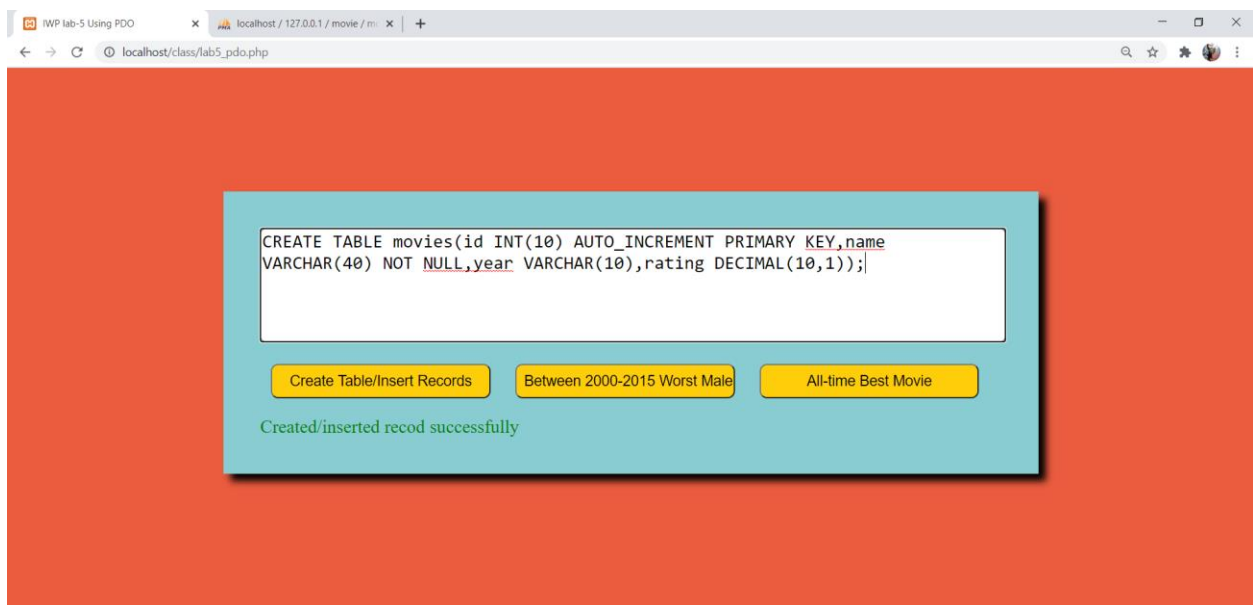 IWP lab-5 Using PDO
localhost / 127.0.0.1 / movie / m
localhost/class/lab5_pdo.php
CREATE TABLE movies(id INT(10) AUTO_INCREMENT PRIMARY KEY,name
VARCHAR(40) NOT NULL,year VARCHAR(10),rating DECIMAL(10,1));
Create Table/Insert Records
Between 2000-2015 Worst Male
All-time Best Movie
Created/inserted recod successfully